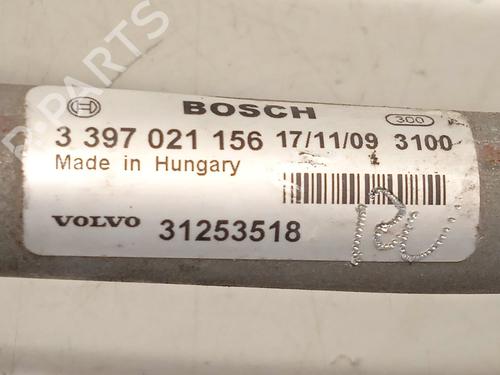 BOSCH
300
3 397 021 156 17/11/09 3100
Made in Hungary
VOLVO 31253518